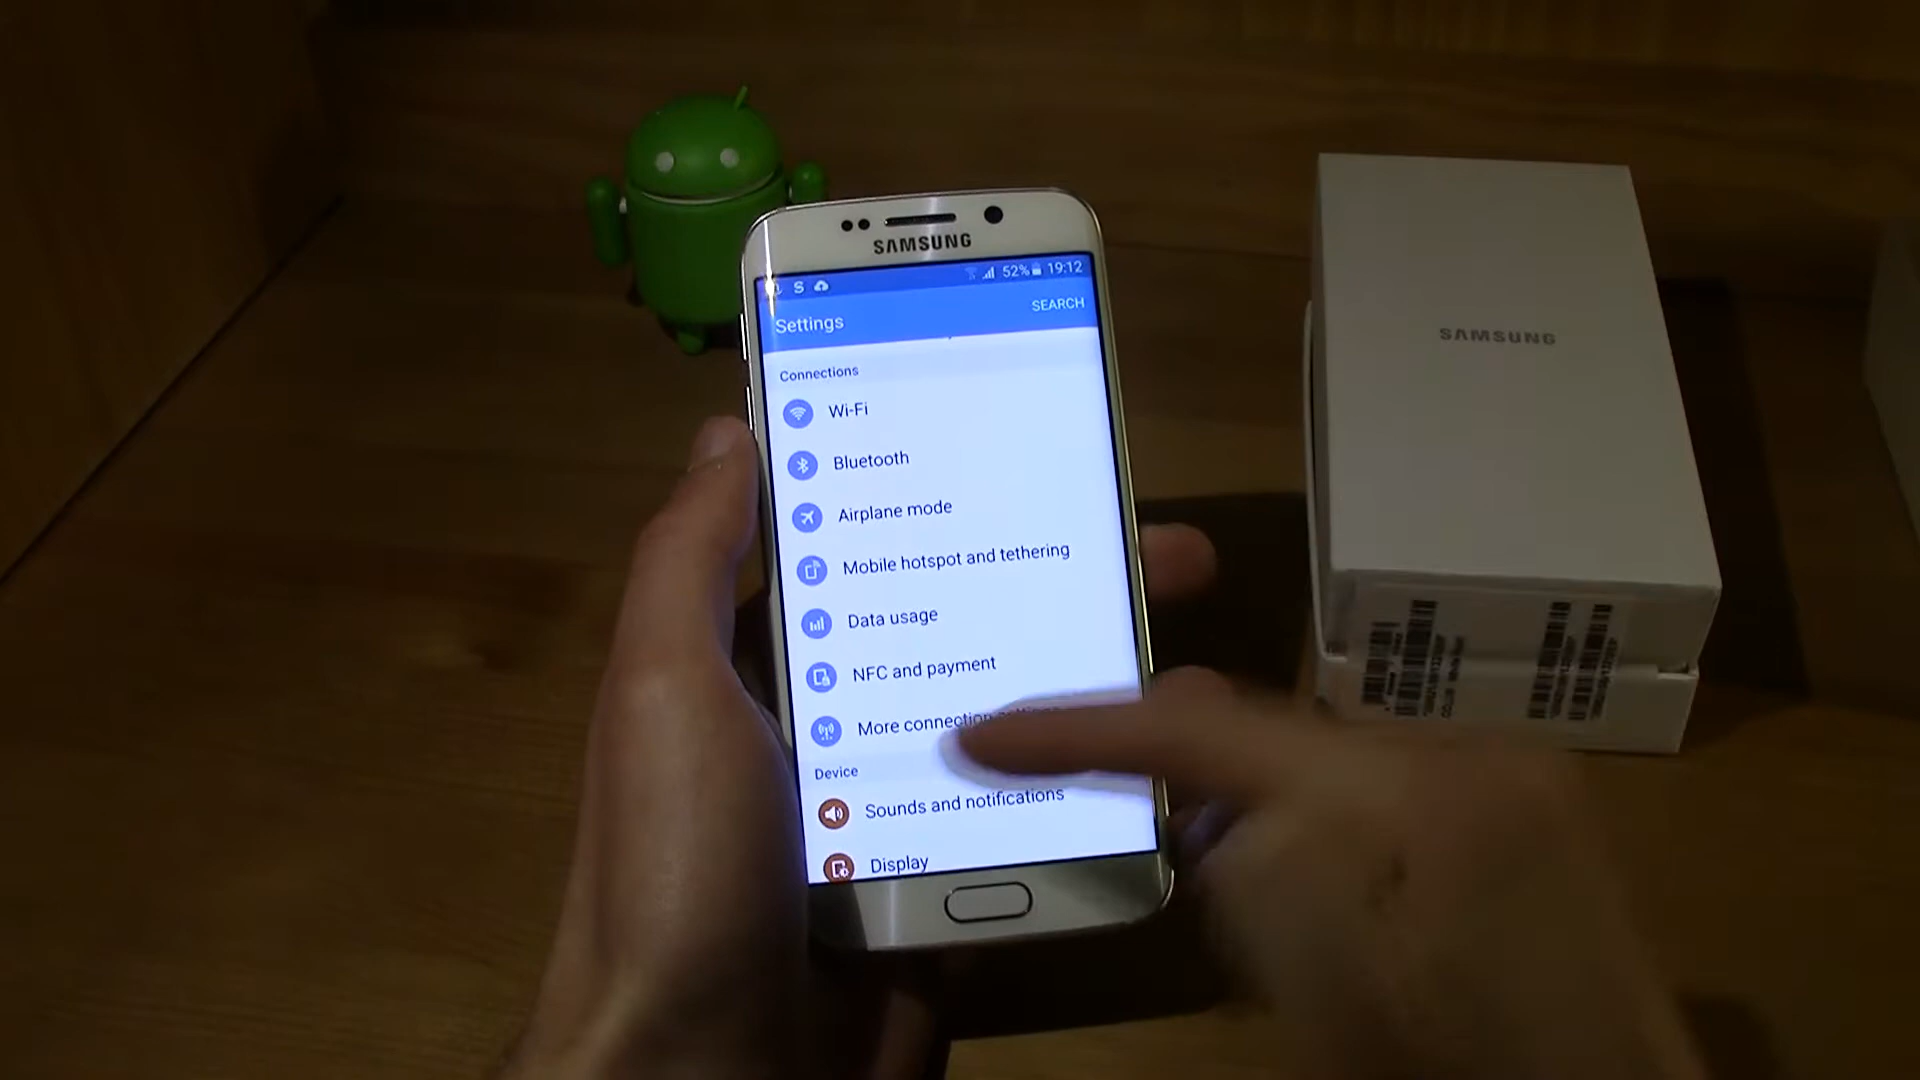 SAMSUNG
52% 19:12
Settings
SEARCH
Connections
Wi-Fi
Bluetooth
Airplane mode
Mobile hotspot and tethering
Data usage
NFC and payment
More connection settings
Device
Sounds and notifications
Display
SAMSUNG